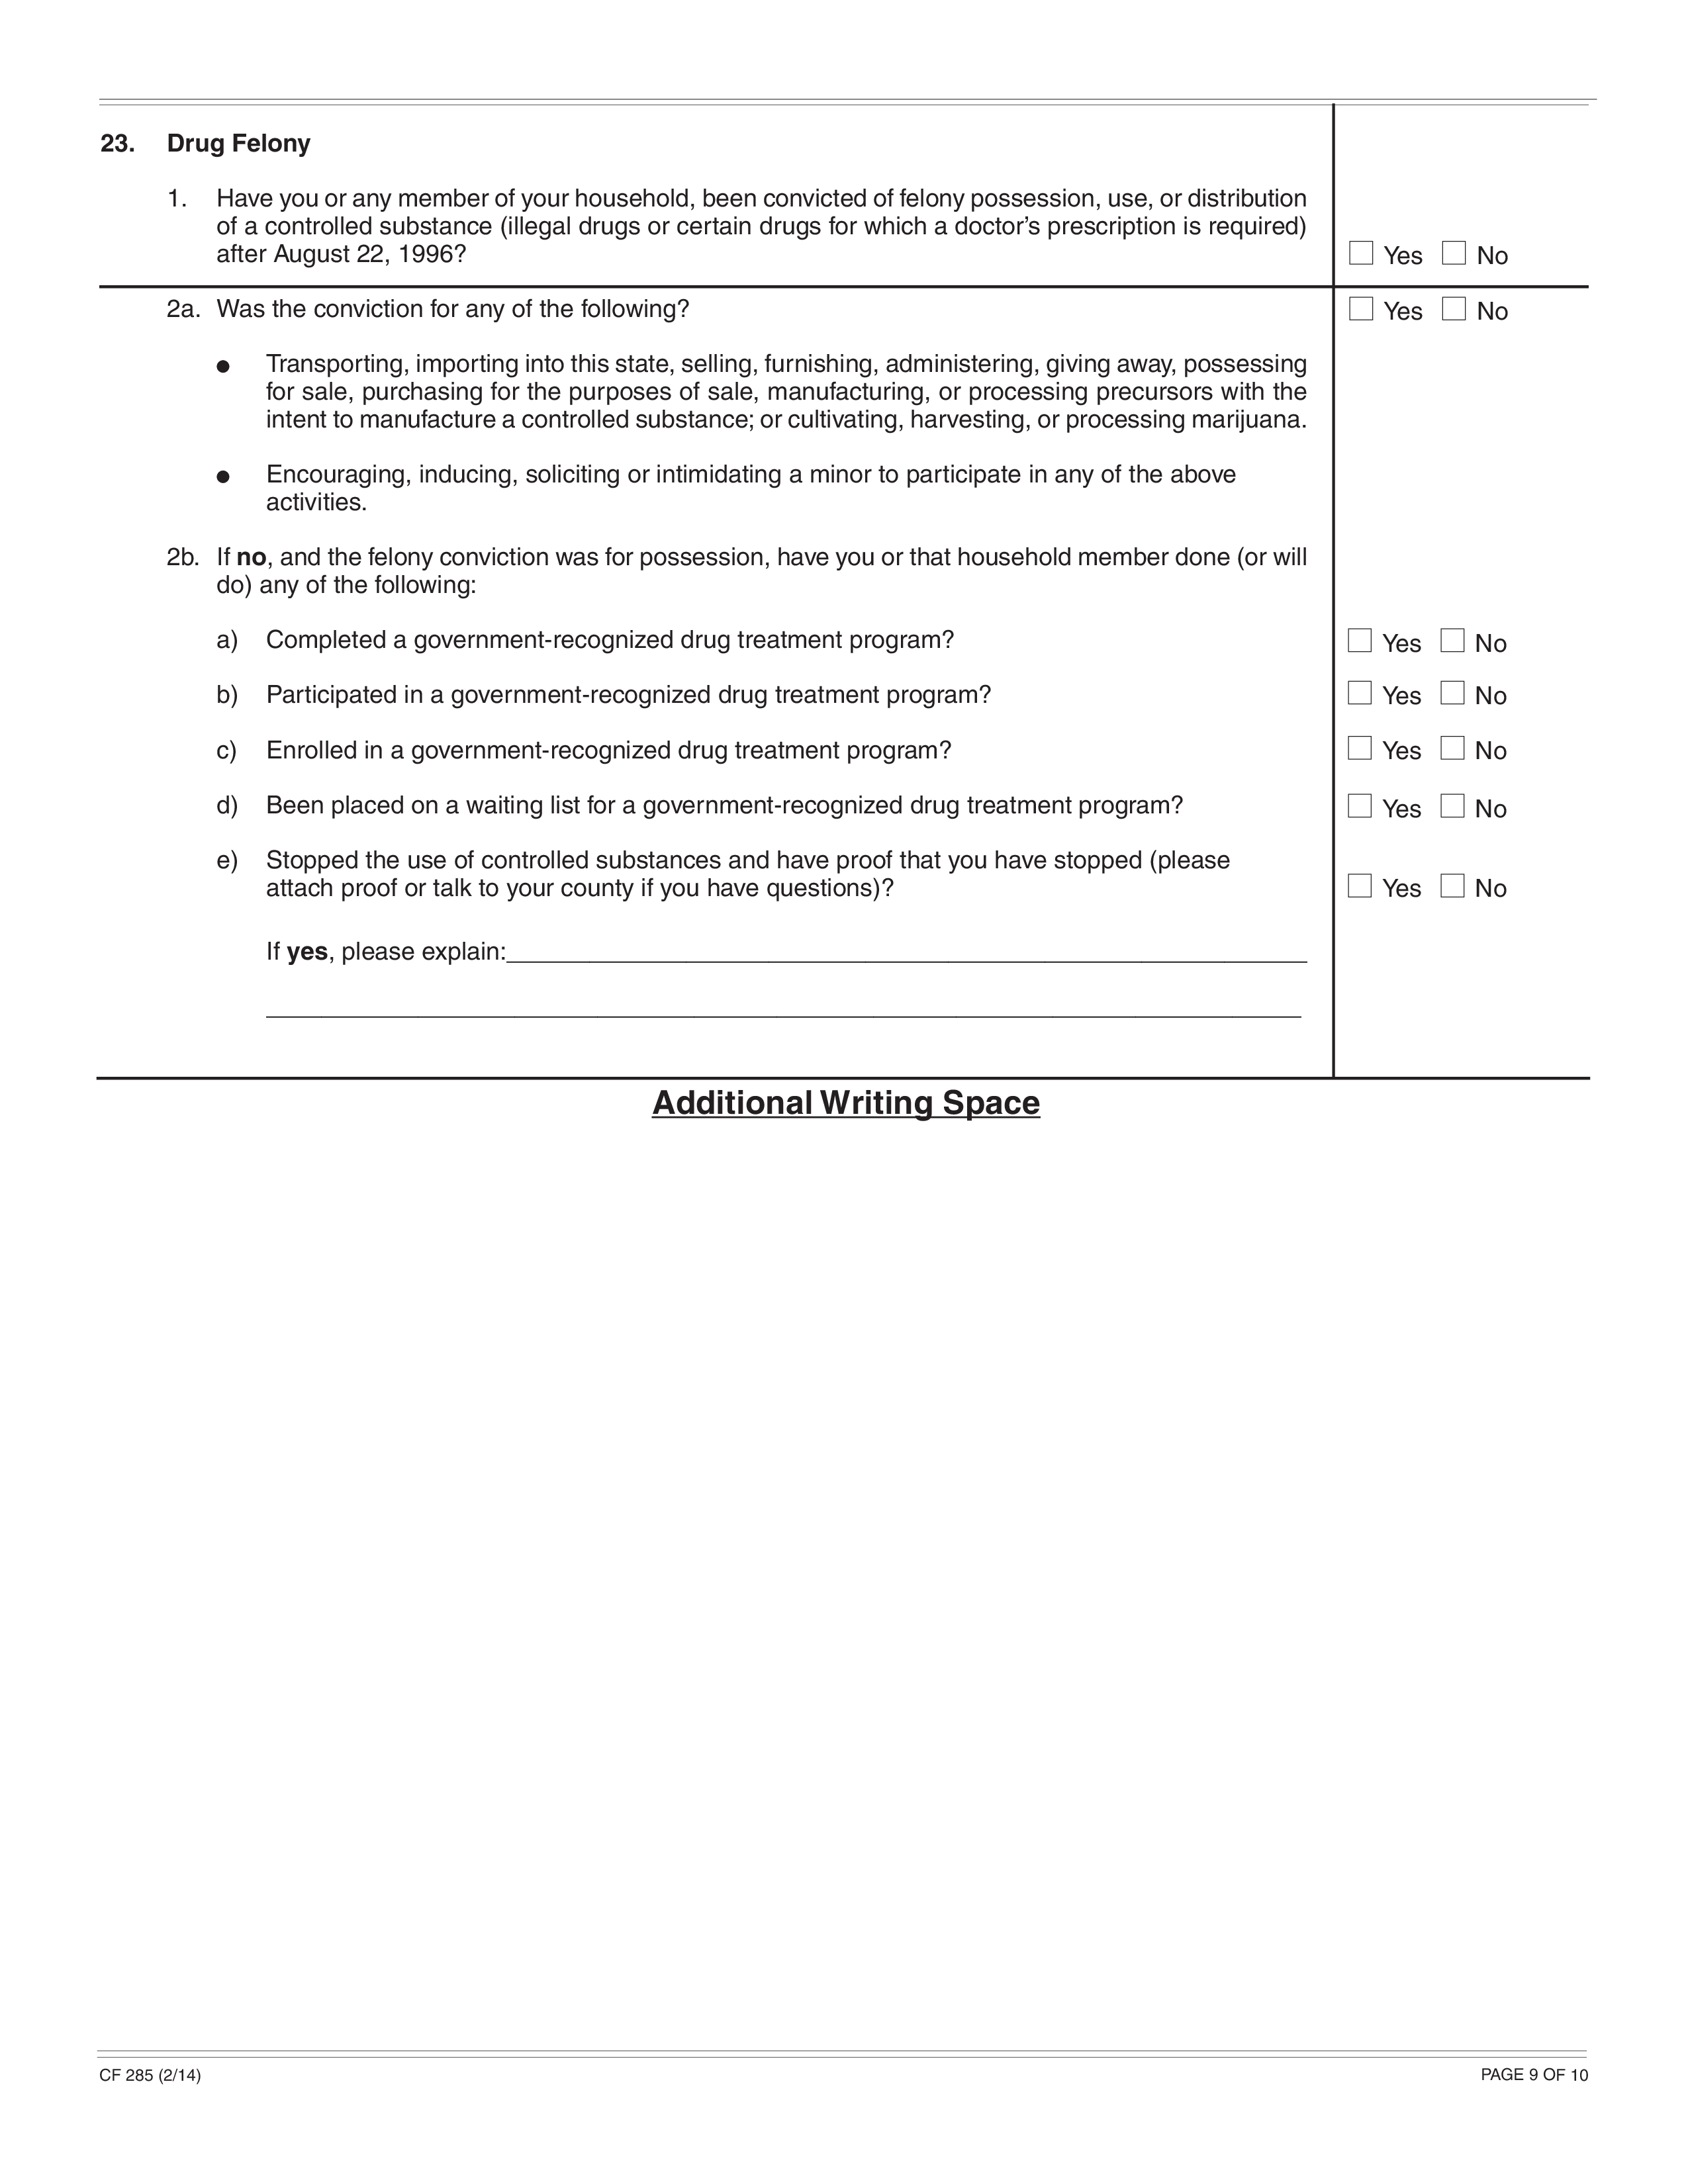 23. Drug Felony
1. Have you or any member of your household, been convicted of felony possession, use, or distribution
of a controlled substance (illegal drugs or certain drugs for which a doctor’s prescription is required)
after August 22, 1996?
Yes No
2a. Was the conviction for any of the following?
Yes No
● Transporting, importing into this state, selling, furnishing, administering, giving away, possessing
for sale, purchasing for the purposes of sale, manufacturing, or processing precursors with the
intent to manufacture a controlled substance; or cultivating, harvesting, or processing marijuana.
● Encouraging, inducing, soliciting or intimidating a minor to participate in any of the above
activities.
2b. If no, and the felony conviction was for possession, have you or that household member done (or will
do) any of the following:
a) Completed a government-recognized drug treatment program?
Yes No
b) Participated in a government-recognized drug treatment program?
Yes No
c) Enrolled in a government-recognized drug treatment program?
Yes No
d) Been placed on a waiting list for a government-recognized drug treatment program?
Yes No
e) Stopped the use of controlled substances and have proof that you have stopped (please
attach proof or talk to your county if you have questions)?
Yes No
If yes, please explain:
Additional Writing Space
CF 285 (2/14)
PAGE 9 OF 10